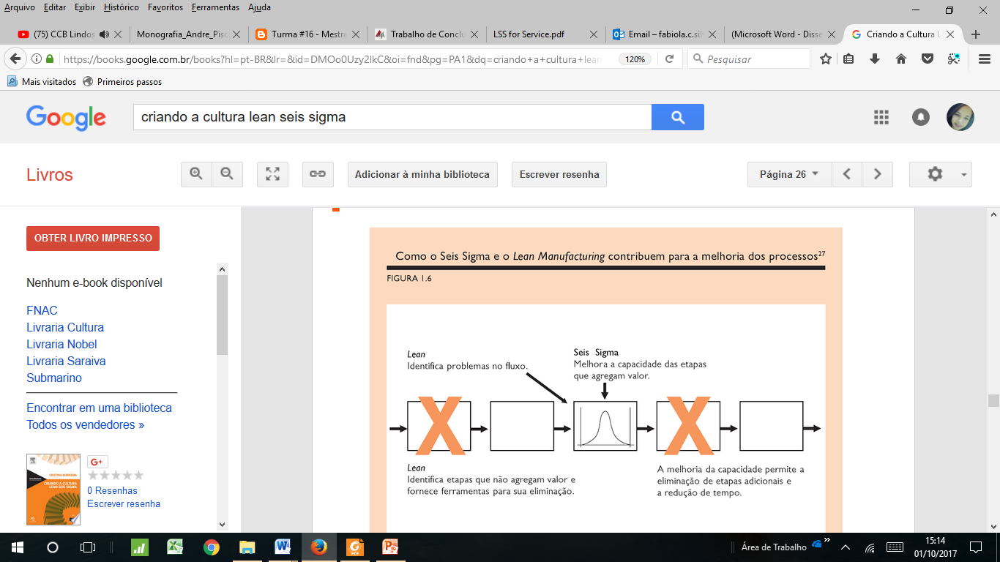 Arquivo Editar Exibir Histórico Favoritos Ferramentas Ajuda
(75) CCB Lindos
Monografia_Andre_Pisc
Turma #16 - Mestre
Trabalho de Conclu
LSS for Service.pdf
Email – fabiola.c.sil
(Microsoft Word - Disse
Criando a Cultura L
https://books.google.com.br/books?hl=pt-BR&lr=&id=DMOo0Uzy2lkC&oi=fnd&pg=PA1&dq=criando+a+cultura+lean
120%
Pesquisar
Mais visitados Primeiros passos
Google
criando a cultura lean seis sigma
Livros
Adicionar à minha biblioteca
Escrever resenha
Página 26
OBTER LIVRO IMPRESSO
Nenhum e-book disponível
FNAC
Livraria Cultura
Livraria Nobel
Livraria Saraiva
Submarino
Encontrar em uma biblioteca
Todos os vendedores »
G+
0 Resenhas
Escrever resenha
CRISTINA WERKEMA
CRIANDO A CULTURA
LEAN SEIS SIGMA
Como o Seis Sigma e o Lean Manufacturing contribuem para a melhoria dos processos27
FIGURA 1.6
Lean
Identifica problemas no fluxo.
Seis Sigma
Melhora a capacidade das etapas
que agregam valor.
X
X
Lean
Identifica etapas que não agregam valor e
fornece ferramentas para sua eliminação.
A melhoria da capacidade permite a
eliminação de etapas adicionais e
a redução de tempo.
Área de Trabalho
15:14
01/10/2017